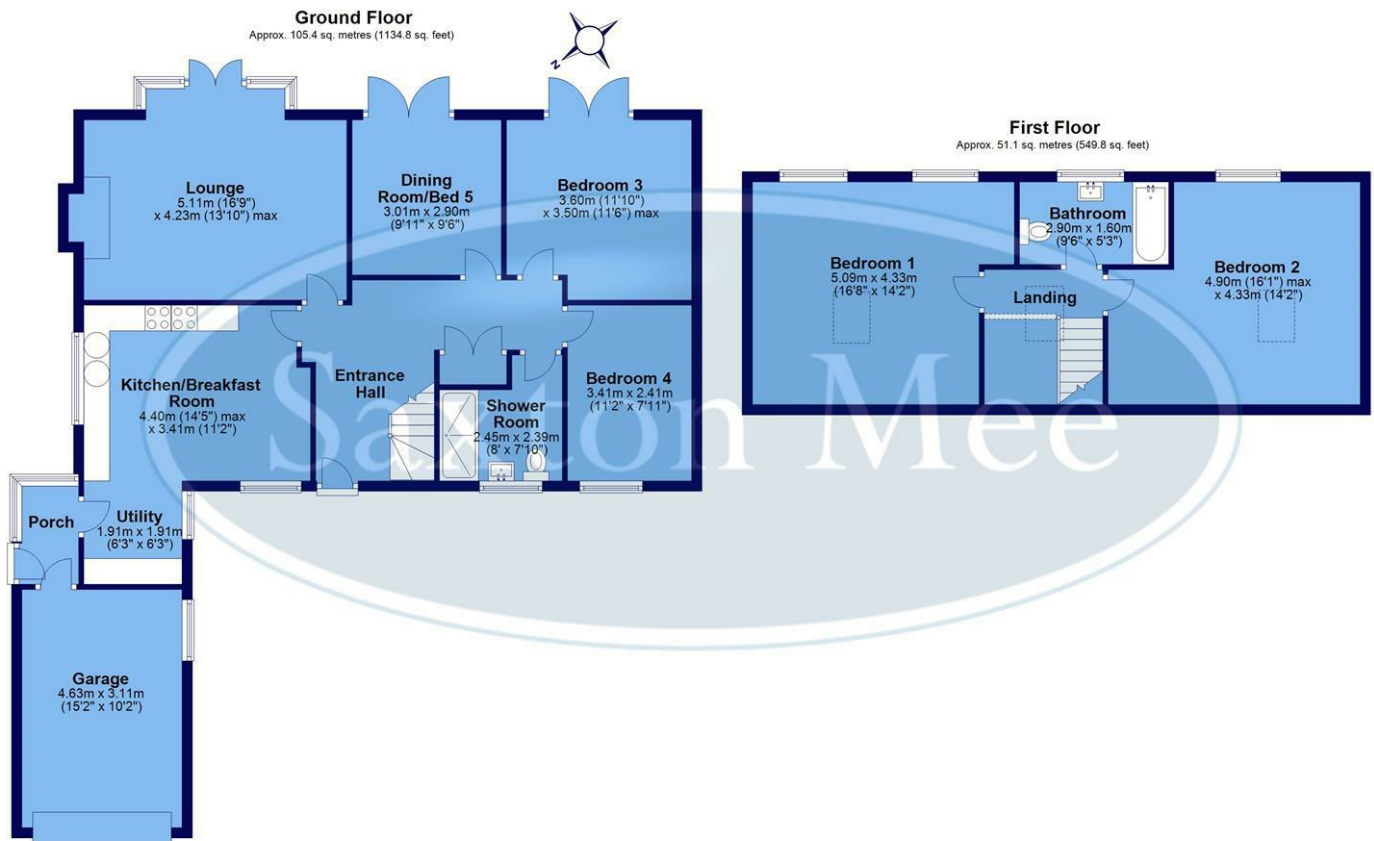 Ground Floor
Approx. 105.4 sq. metres (1134.8 sq. feet)
N
Lounge
5.11m (16'9")
x 4.23m (13'10") max
Dining
Room/Bed 5
3.01m x 2.90m
(9'11" x 9'6")
Bedroom 3
3.60m (11'10")
x 3.50m (11'6") max
Kitchen/Breakfast
Room
4.40m (14'5") max
x 3.41m (11'2")
Entrance
Hall
Shower
Room
2.45m x 2.39m
(8' x 7'10")
Bedroom 4
3.41m x 2.41m
(11'2" x 7'11")
Porch
Utility
1.91m x 1.91m
(6'3" x 6'3")
Garage
4.63m x 3.11m
(15'2" x 10'2")
First Floor
Approx. 51.1 sq. metres (549.8 sq. feet)
Bedroom 1
5.09m x 4.33m
(16'8" x 14'2")
Bathroom
2.90m x 1.60m
(9'6" x 5'3")
Landing
Bedroom 2
4.90m (16'1") max
x 4.33m (14'2")
Saxton Mee